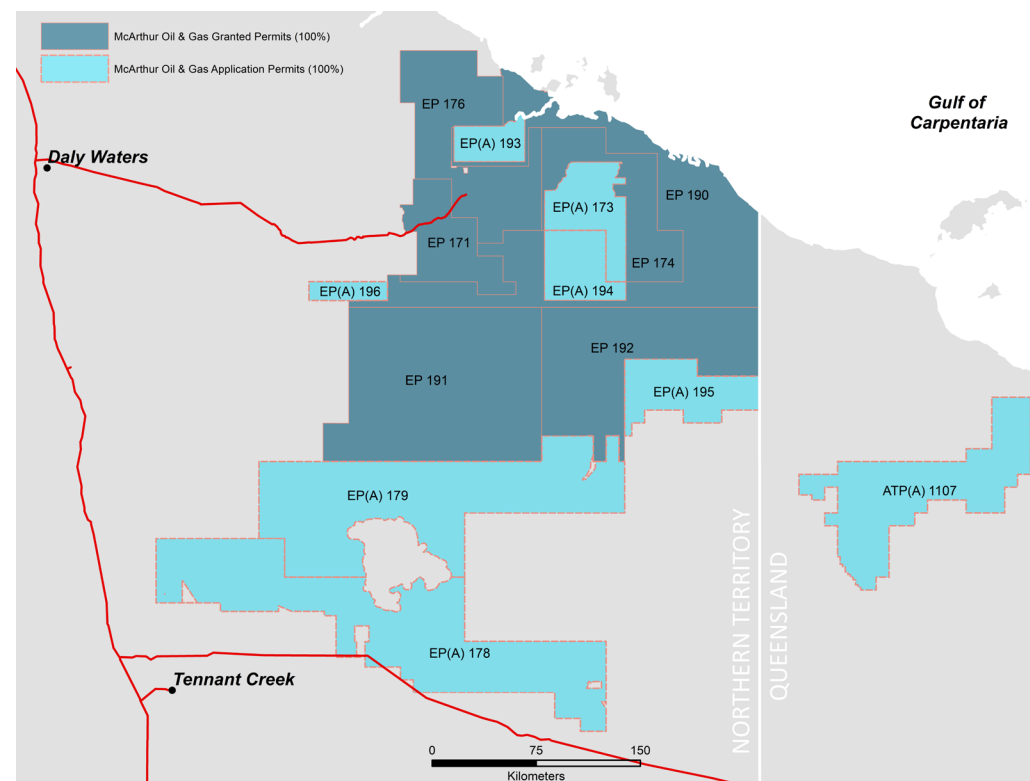 McArthur Oil & Gas Granted Permits (100%)
McArthur Oil & Gas Application Permits (100%)
Gulf of
Carpentaria
EP 176
EP(A) 193
Daly Waters
EP 190
EP(A) 173
EP 171
EP 174
EP(A) 196
EP(A) 194
EP 192
EP 191
EP(A) 195
EP(A) 179
ATP(A) 1107
NORTHERN TERRITORY
QUEENSLAND
EP(A) 178
Tennant Creek
0 75 150
Kilometers